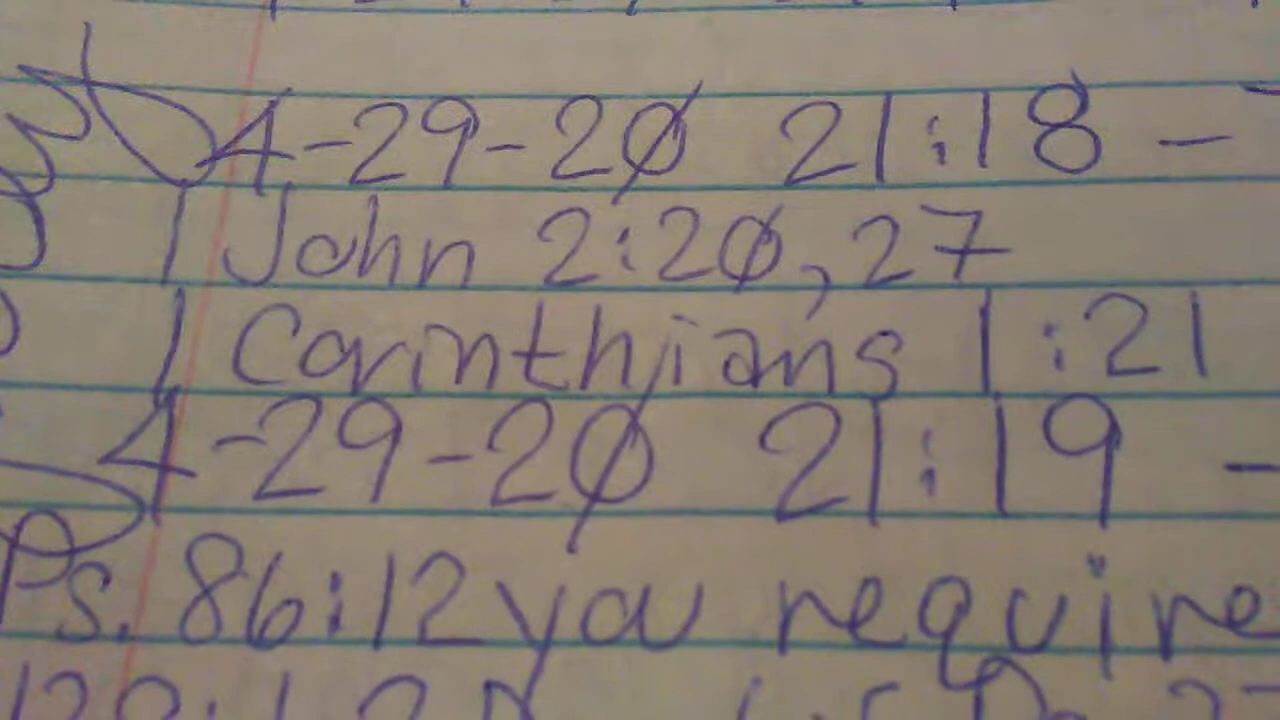 4-29-20 21:18 -
1 John 2:20, 27
1 Corinthians 1:21
4-29-20 21:19 -
Ps. 86:12 you require